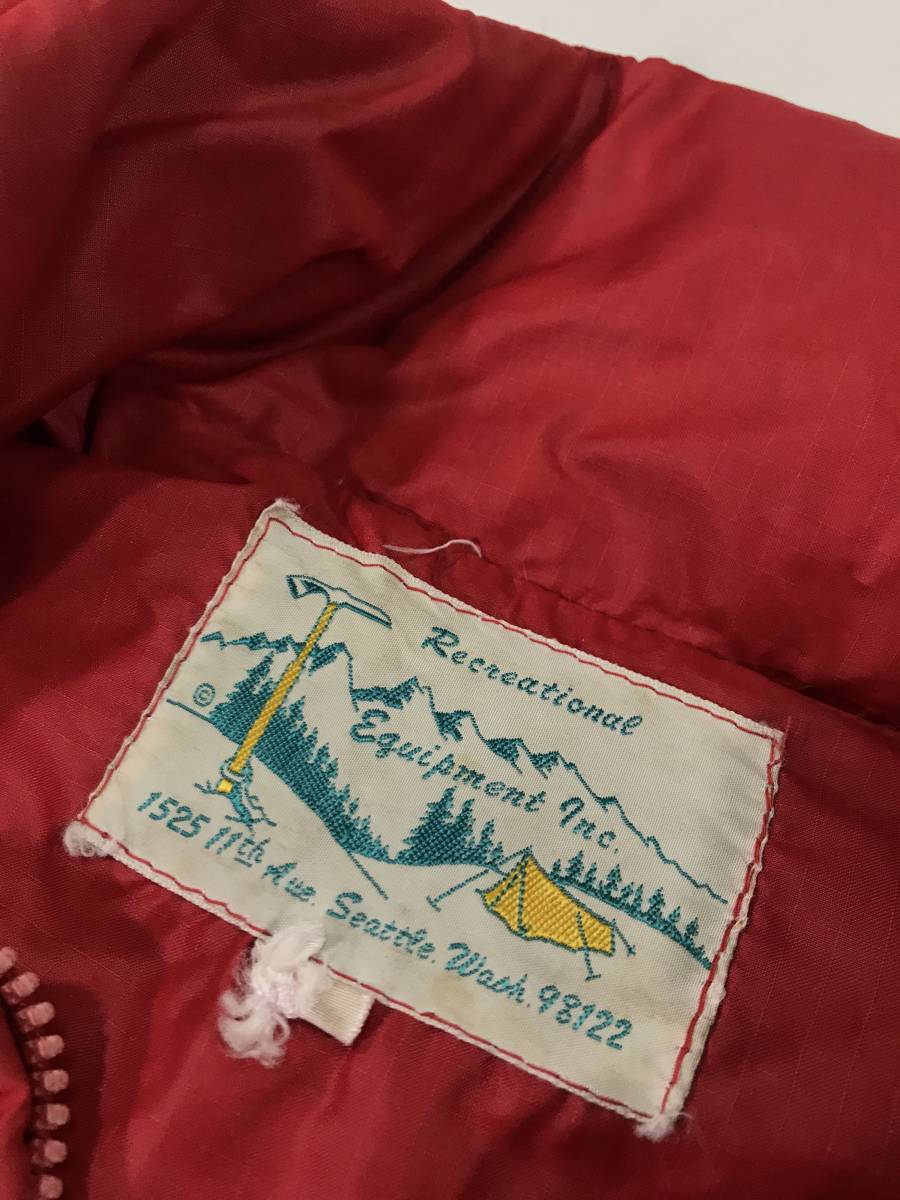 Recreational
Equipment Inc.
©
1525 11th Ave. Seattle. Wash. 98122